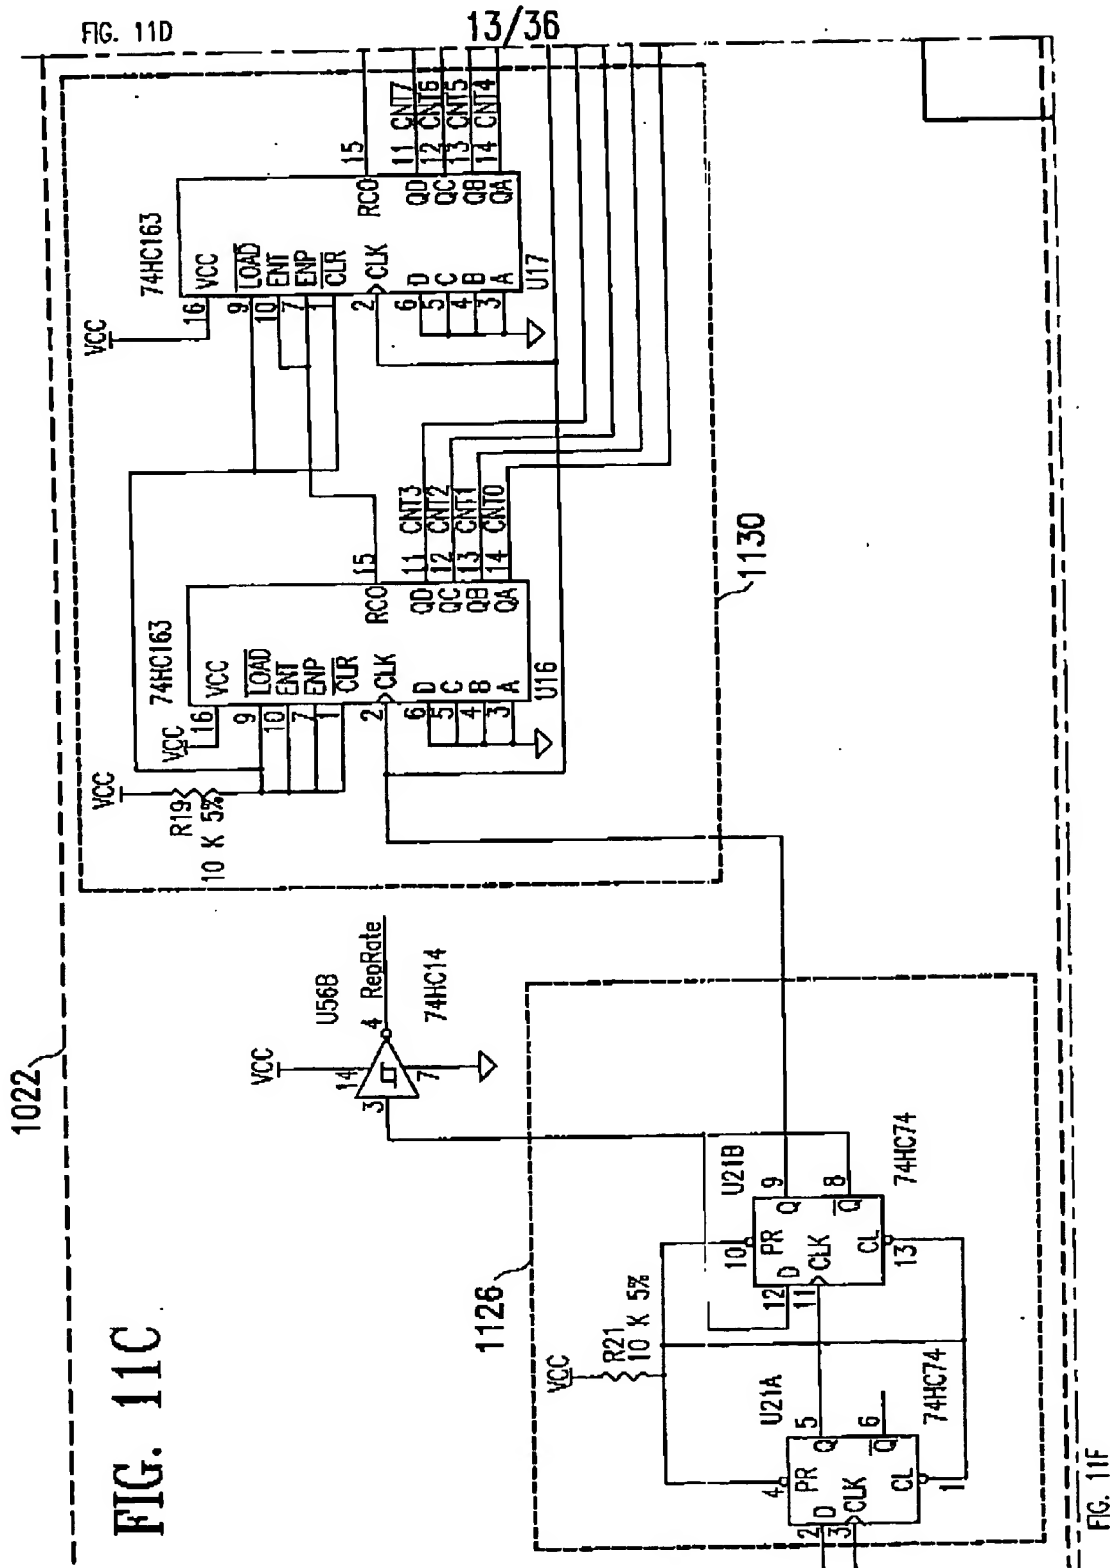 13/36
FIG. 11D
FIG. 11C
FIG. 11F
1022
1126
1130
VCC
R19
10 K 5%
VCC
74HC163
16 VCC
9 LOAD
10 ENT
7 ENP
1 CLR
2 CLK
6 D
5 C
4 B
3 A
U16
RCO 15
QD 11 CNT3
QC 12 CNT2
QB 13 CNT1
QA 14 CNT0
VCC
74HC163
16 VCC
9 LOAD
10 ENT
7 ENP
1 CLR
2 CLK
6 D
5 C
4 B
3 A
U17
RCO 15
QD 11 CNT7
QC 12 CNT6
QB 13 CNT5
QA 14 CNT4
VCC
U56B
14
3
4 RepRate
7
74HC14
VCC
R21
10 K 5%
U21A
4 PR
2 D
3 CLK
1 CL
Q 5
Q 6
74HC74
U21B
10 PR
12 D
11 CLK
13 CL
Q 9
Q 8
74HC74